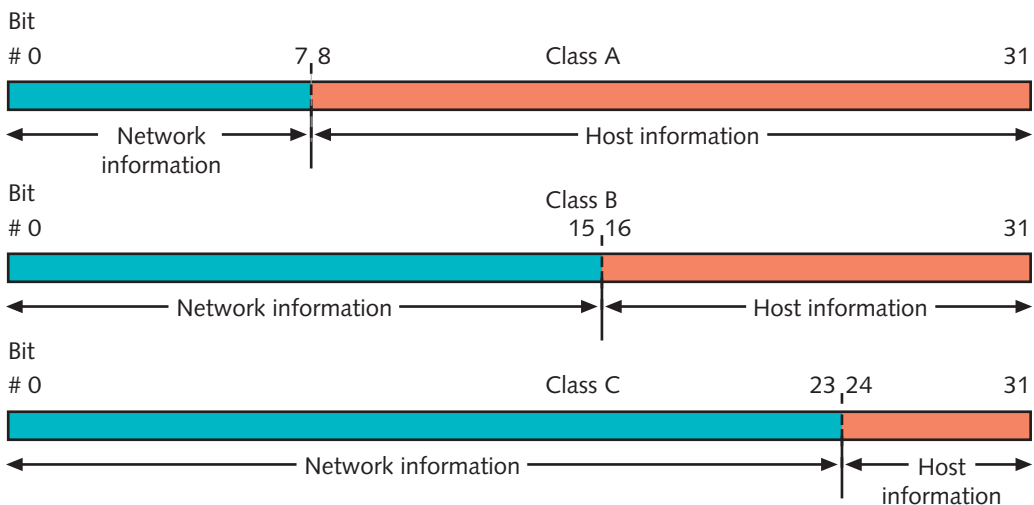 Bit
# 0 7 8 Class A 31
Network information
Host information
Bit
Class B
# 0 15 16 31
Network information Host information
Bit
# 0 Class C 23 24 31
Network information
Host information